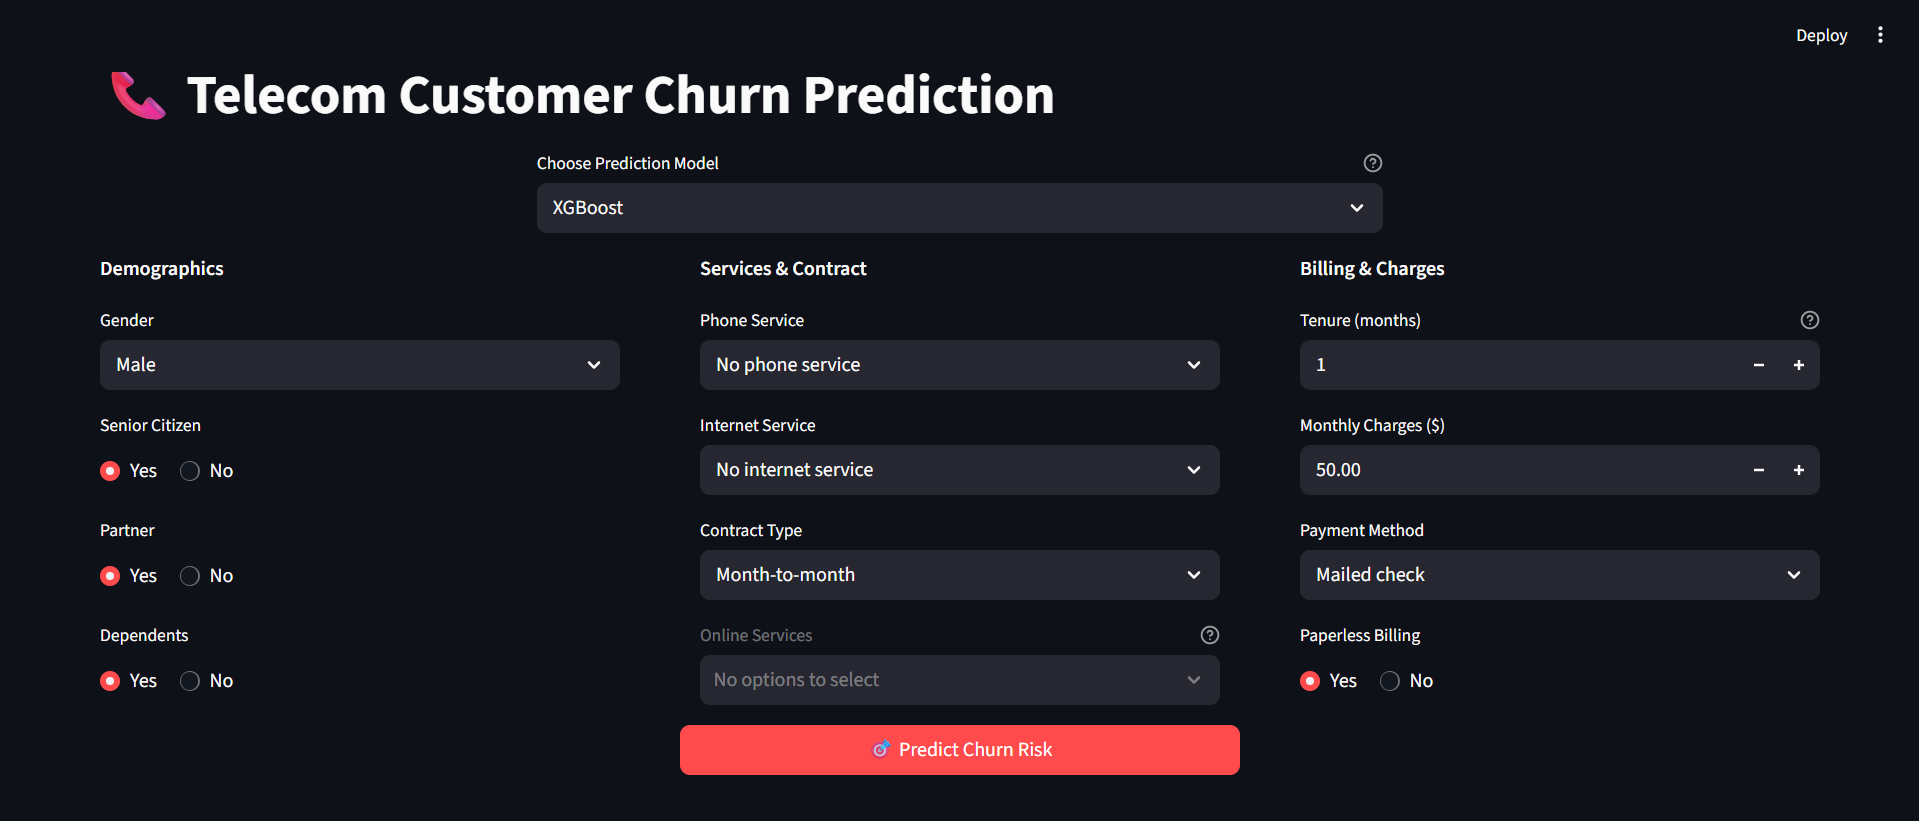 Deploy
Telecom Customer Churn Prediction
Choose Prediction Model
XGBoost
Demographics
Gender
Male
Senior Citizen
Yes No
Partner
Yes No
Dependents
Yes No
Services & Contract
Phone Service
No phone service
Internet Service
No internet service
Contract Type
Month-to-month
Online Services
No options to select
Billing & Charges
Tenure (months)
1
Monthly Charges ($)
50.00
Payment Method
Mailed check
Paperless Billing
Yes No
Predict Churn Risk